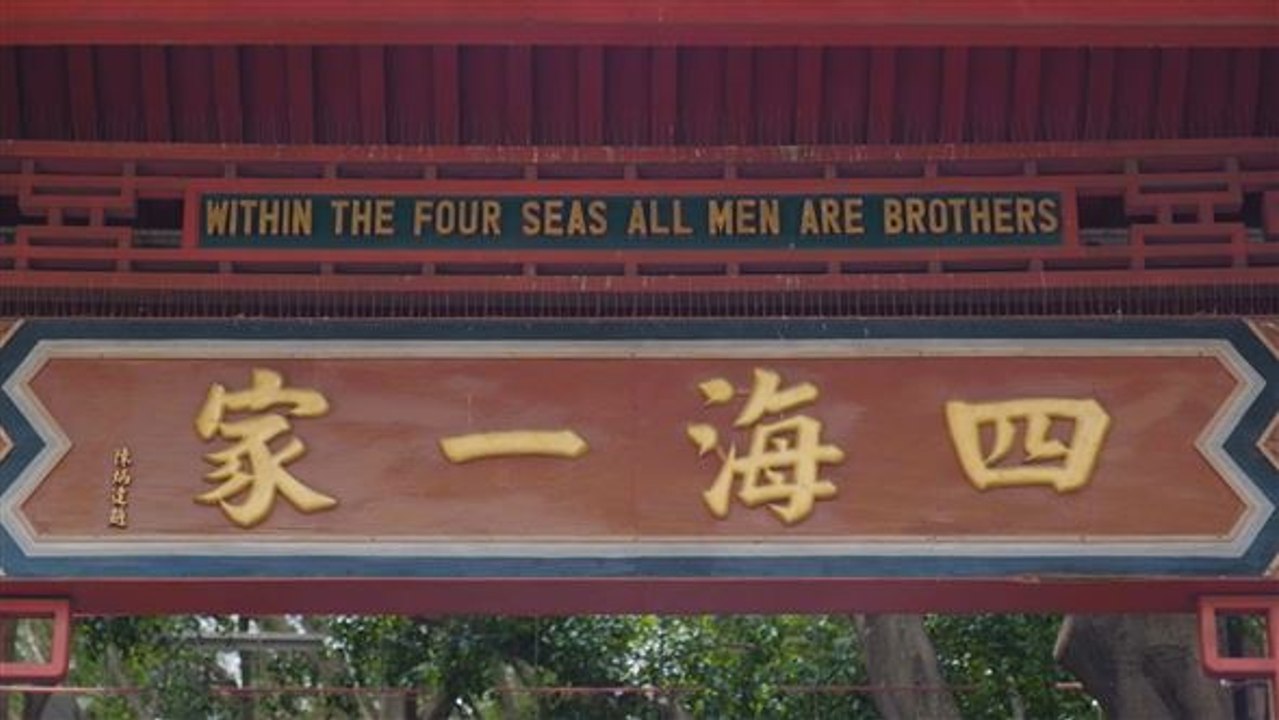 WITHIN THE FOUR SEAS ALL MEN ARE BROTHERS
四海一家